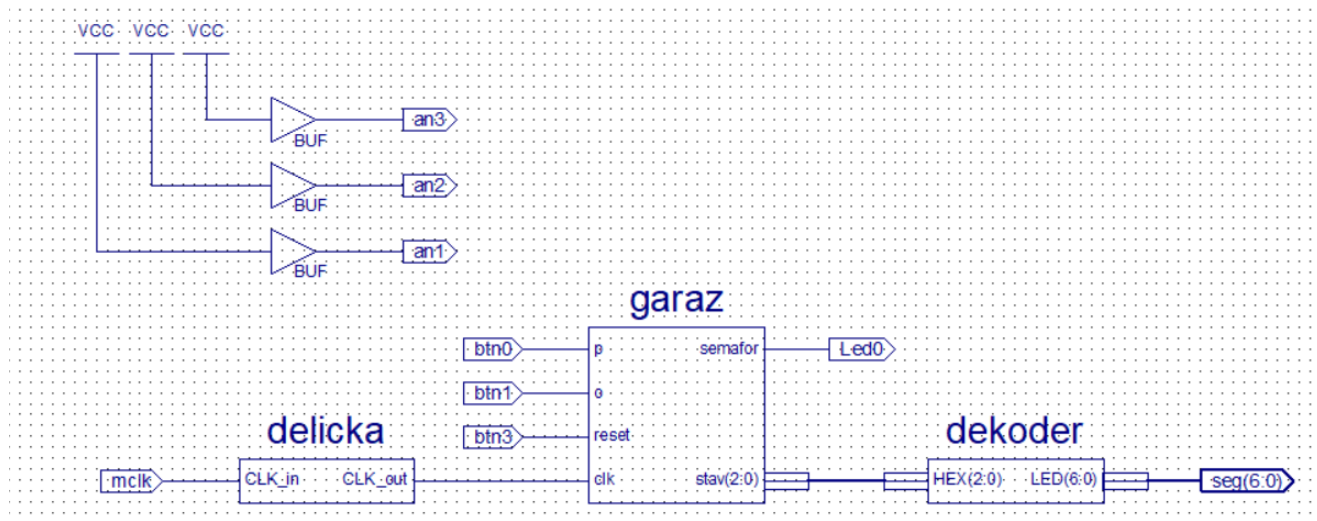 VCC VCC VCC
BUF an3
BUF an2
BUF an1
garaz
btn0 p semafor Led0
btn1 o
btn3 reset
delicka
dekoder
mclk CLK_in CLK_out clk stav(2:0) HEX(2:0) LED(6:0) seg(6:0)